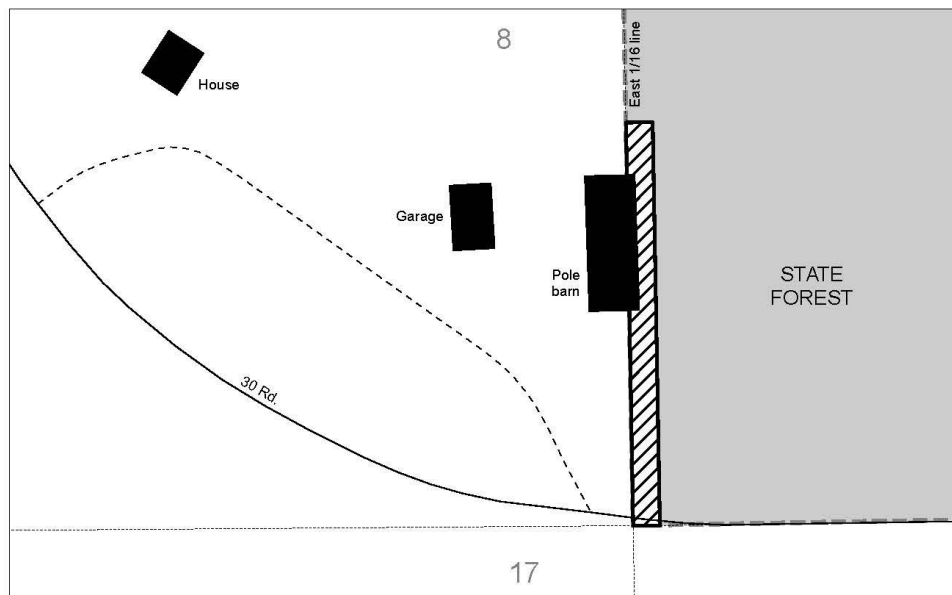 8
East 1/16 line
House
Garage
Pole
barn
STATE
FOREST
30 Rd.
17